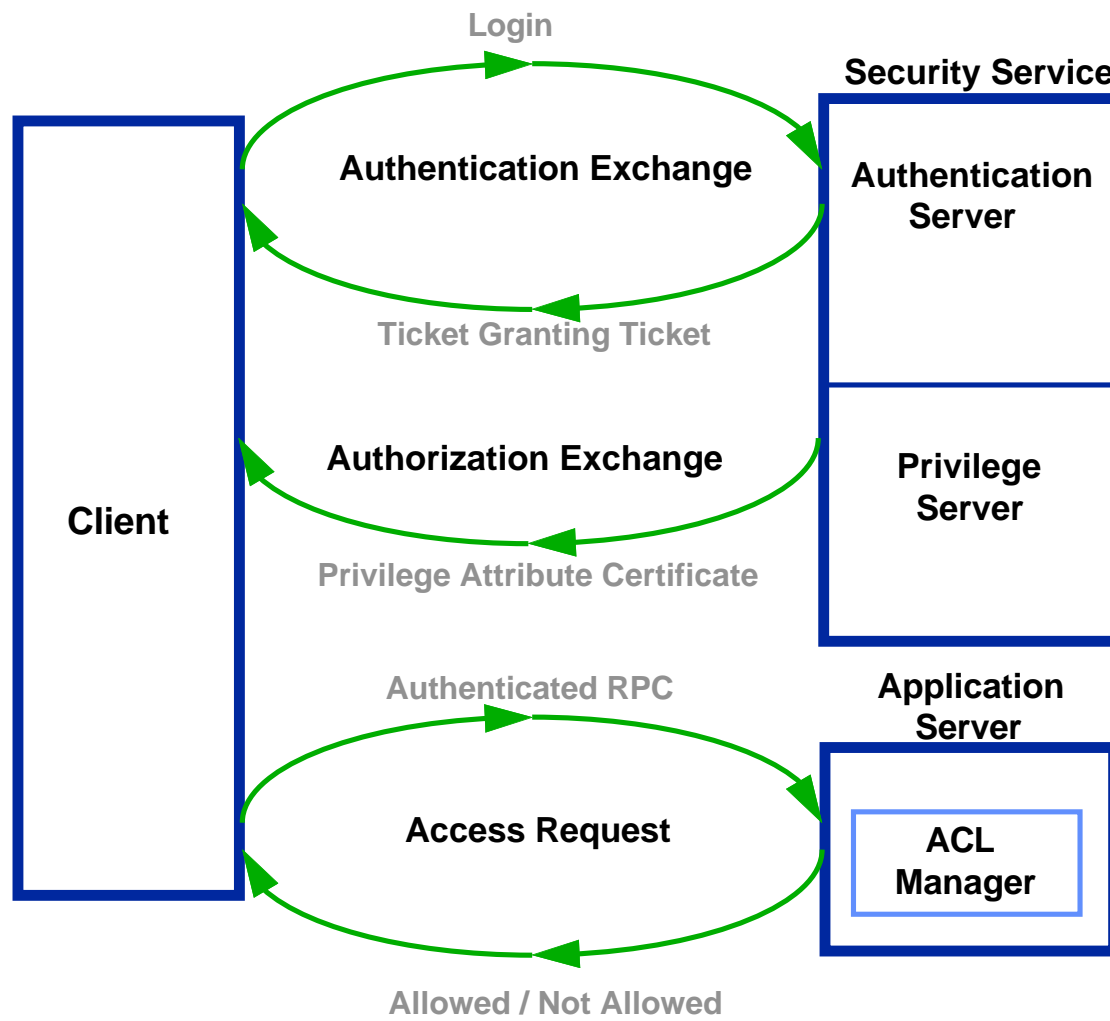 Login
Security Service
Authentication Exchange
Authentication
Server
Ticket Granting Ticket
Authorization Exchange
Privilege
Server
Client
Privilege Attribute Certificate
Authenticated RPC
Application
Server
Access Request
ACL
Manager
Allowed / Not Allowed